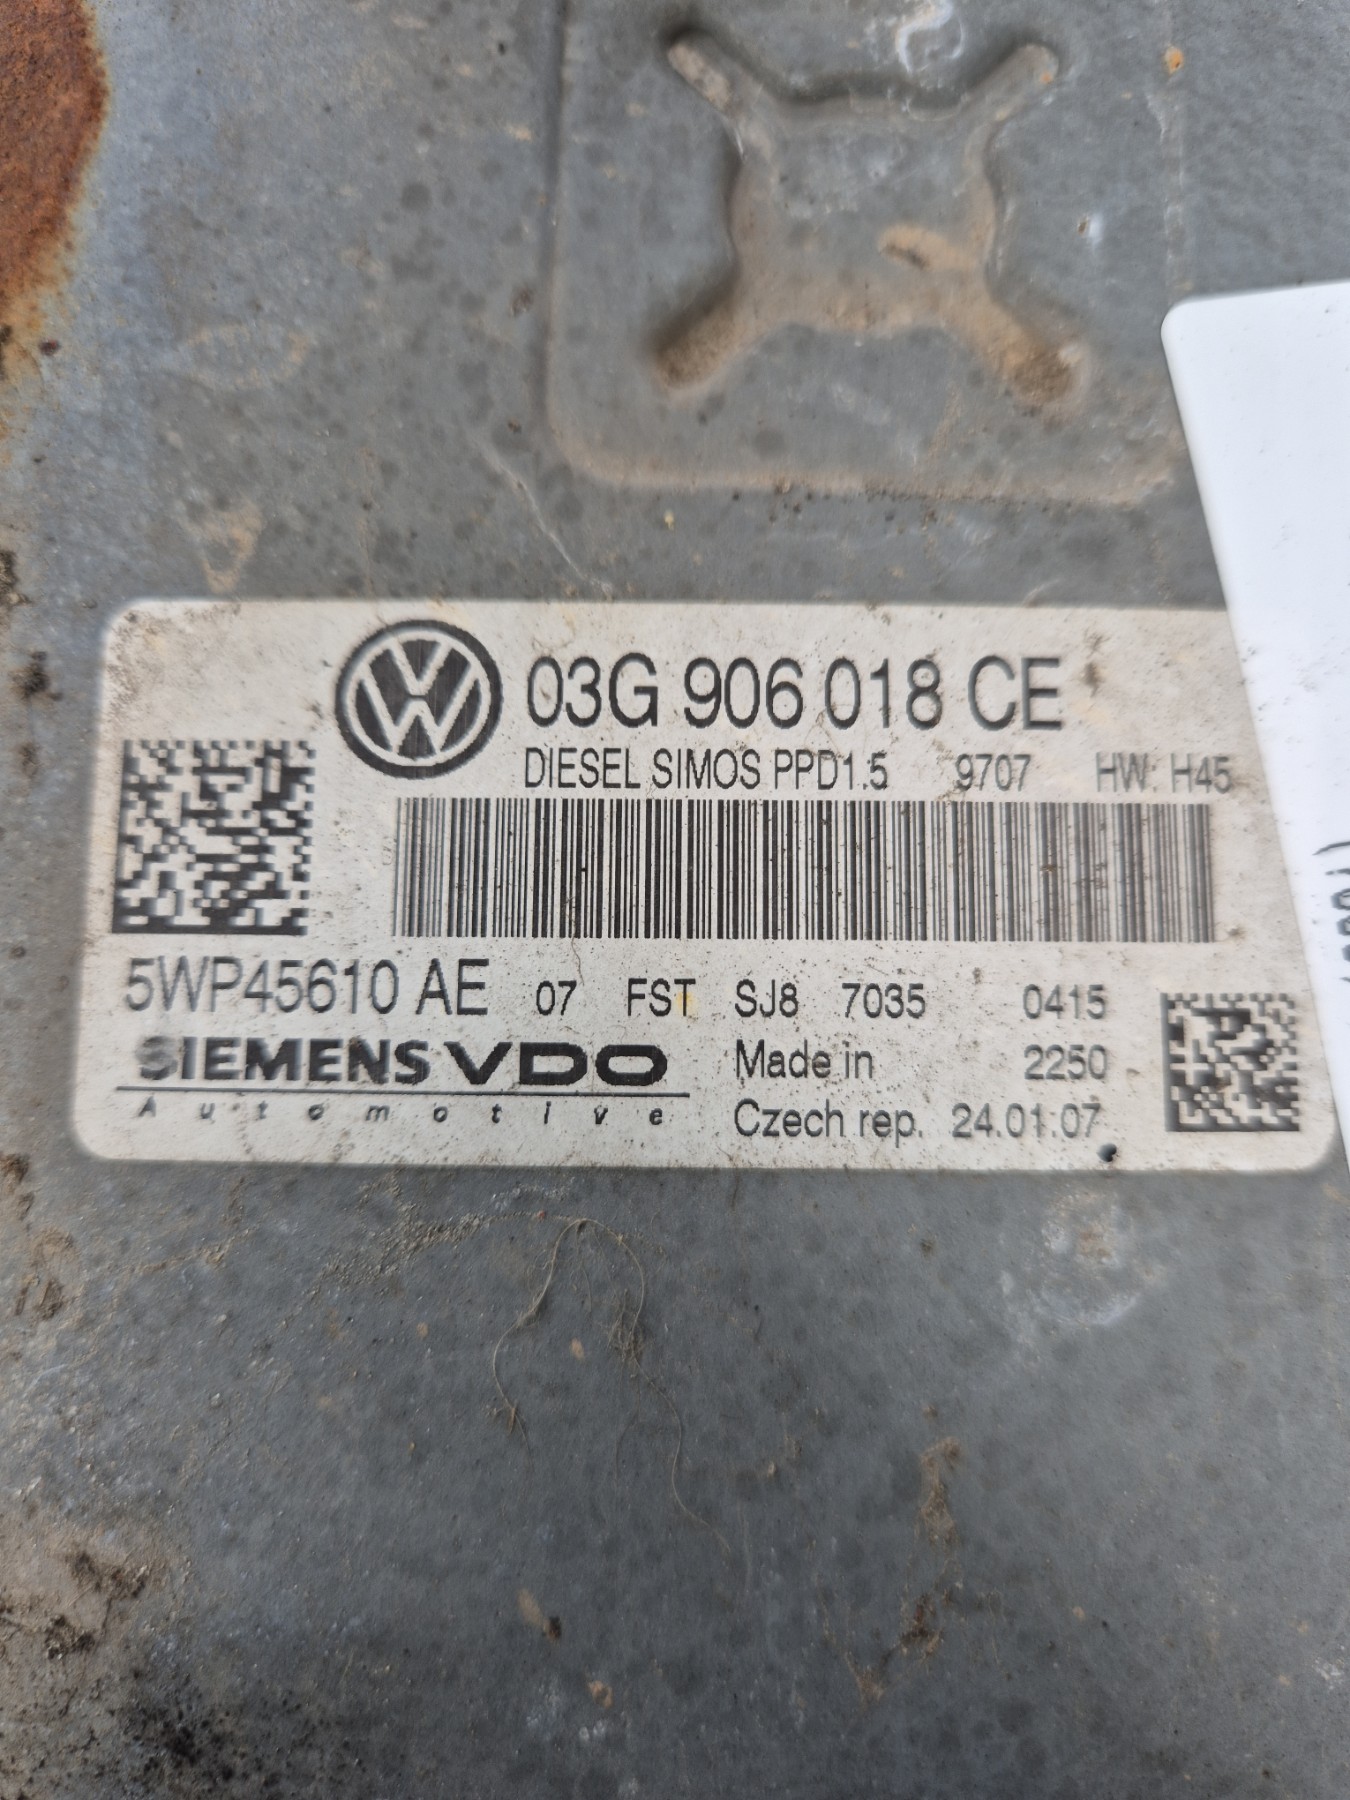 03G 906 018 CE
DIESEL SIMOS PPD1.5 9707 HW: H45
5WP45610 AE 07 FST SJ8 7035 0415
SIEMENS VDO Made in 2250
Automotive Czech rep. 24.01.07